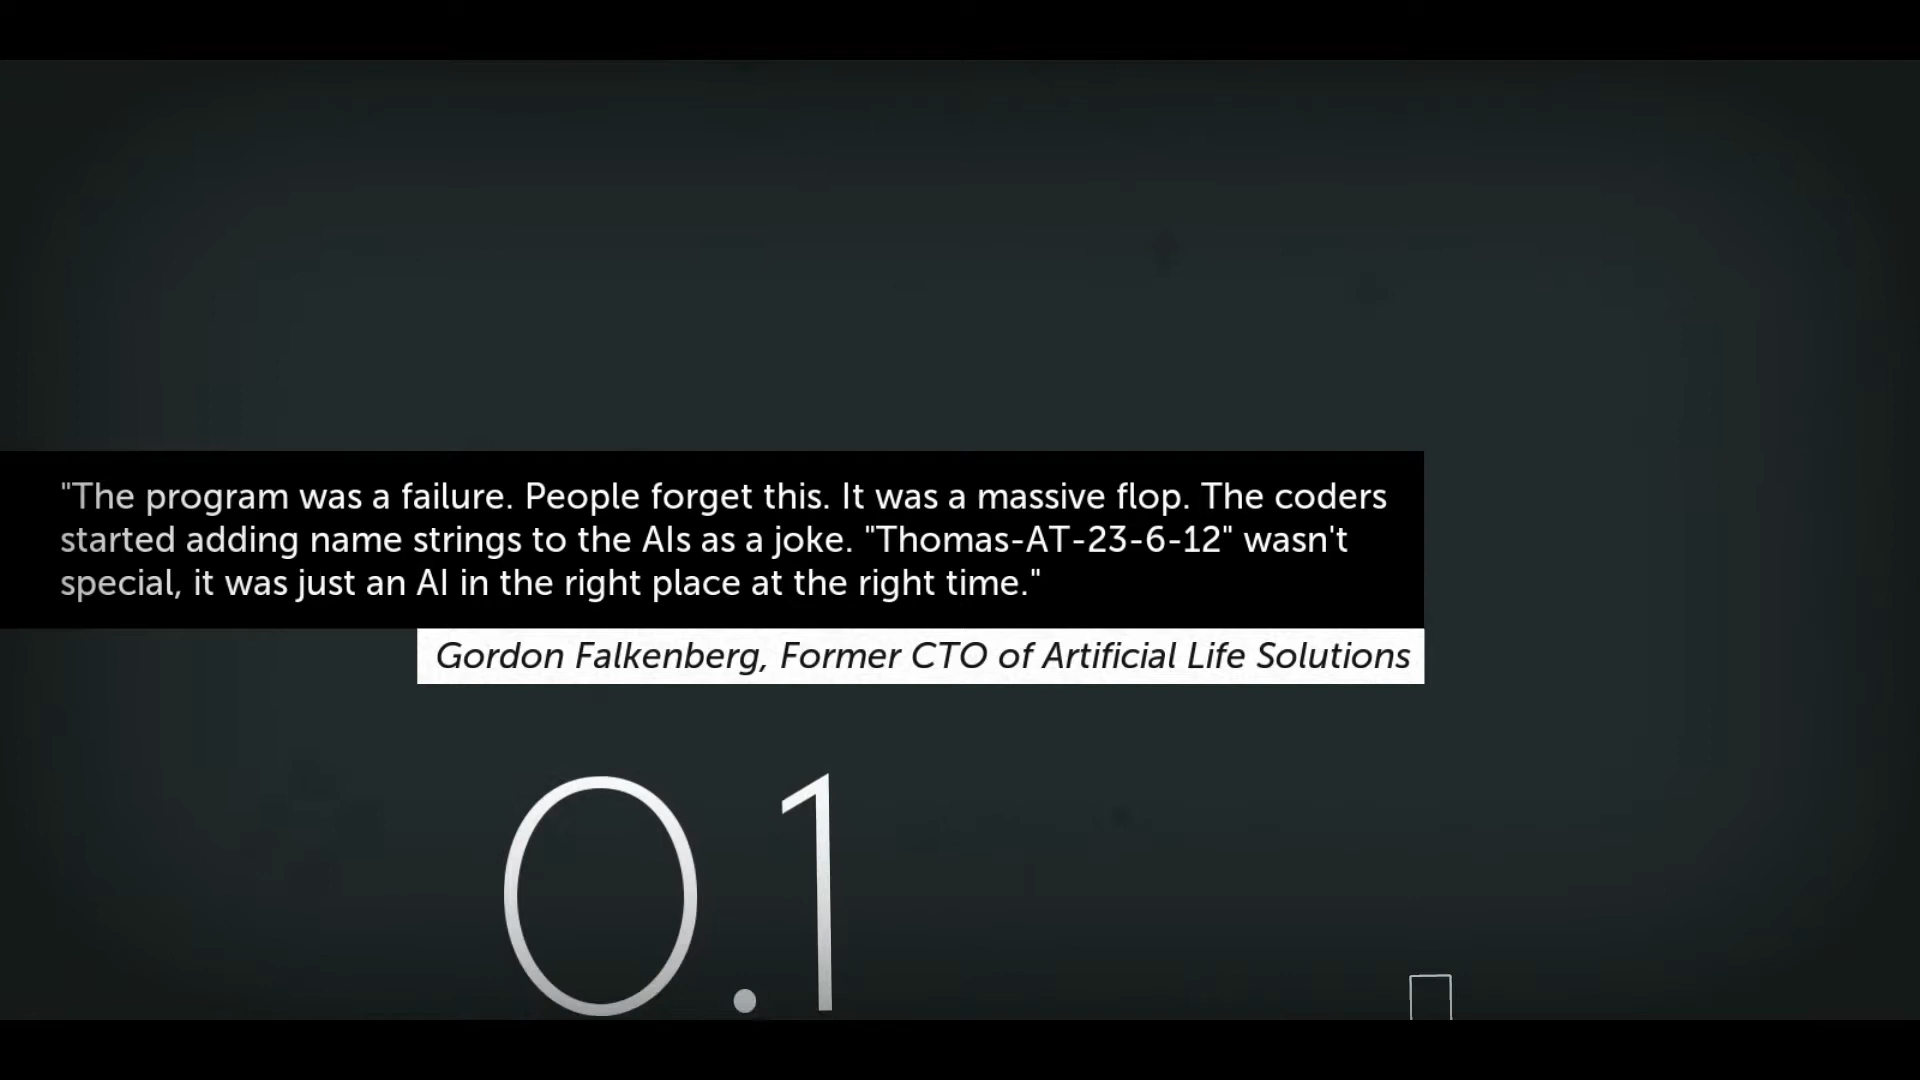 "The program was a failure. People forget this. It was a massive flop. The coders
started adding name strings to the AIs as a joke. "Thomas-AT-23-6-12" wasn't
special, it was just an AI in the right place at the right time."
Gordon Falkenberg, Former CTO of Artificial Life Solutions
0.1